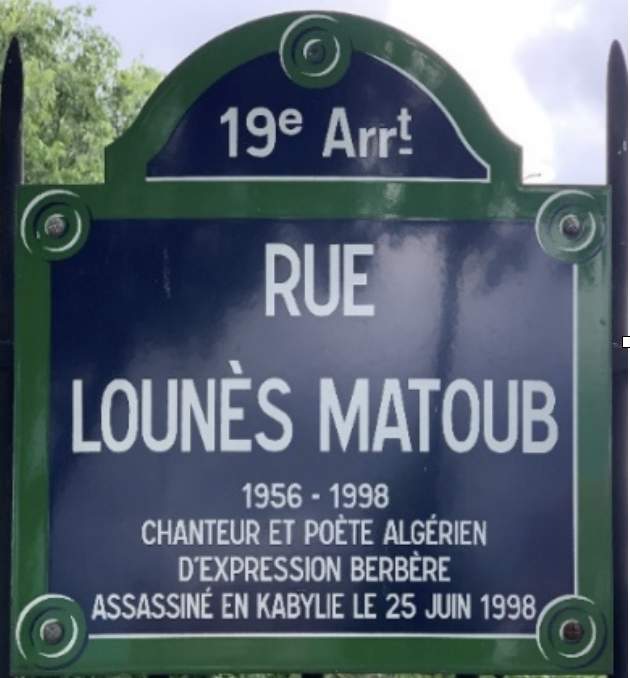 19e Arrt
RUE
LOUNÈS MATOUB
1956 - 1998
CHANTEUR ET POÈTE ALGÉRIEN
D'EXPRESSION BERBÈRE
ASSASSINÉ EN KABYLIE LE 25 JUIN 1998